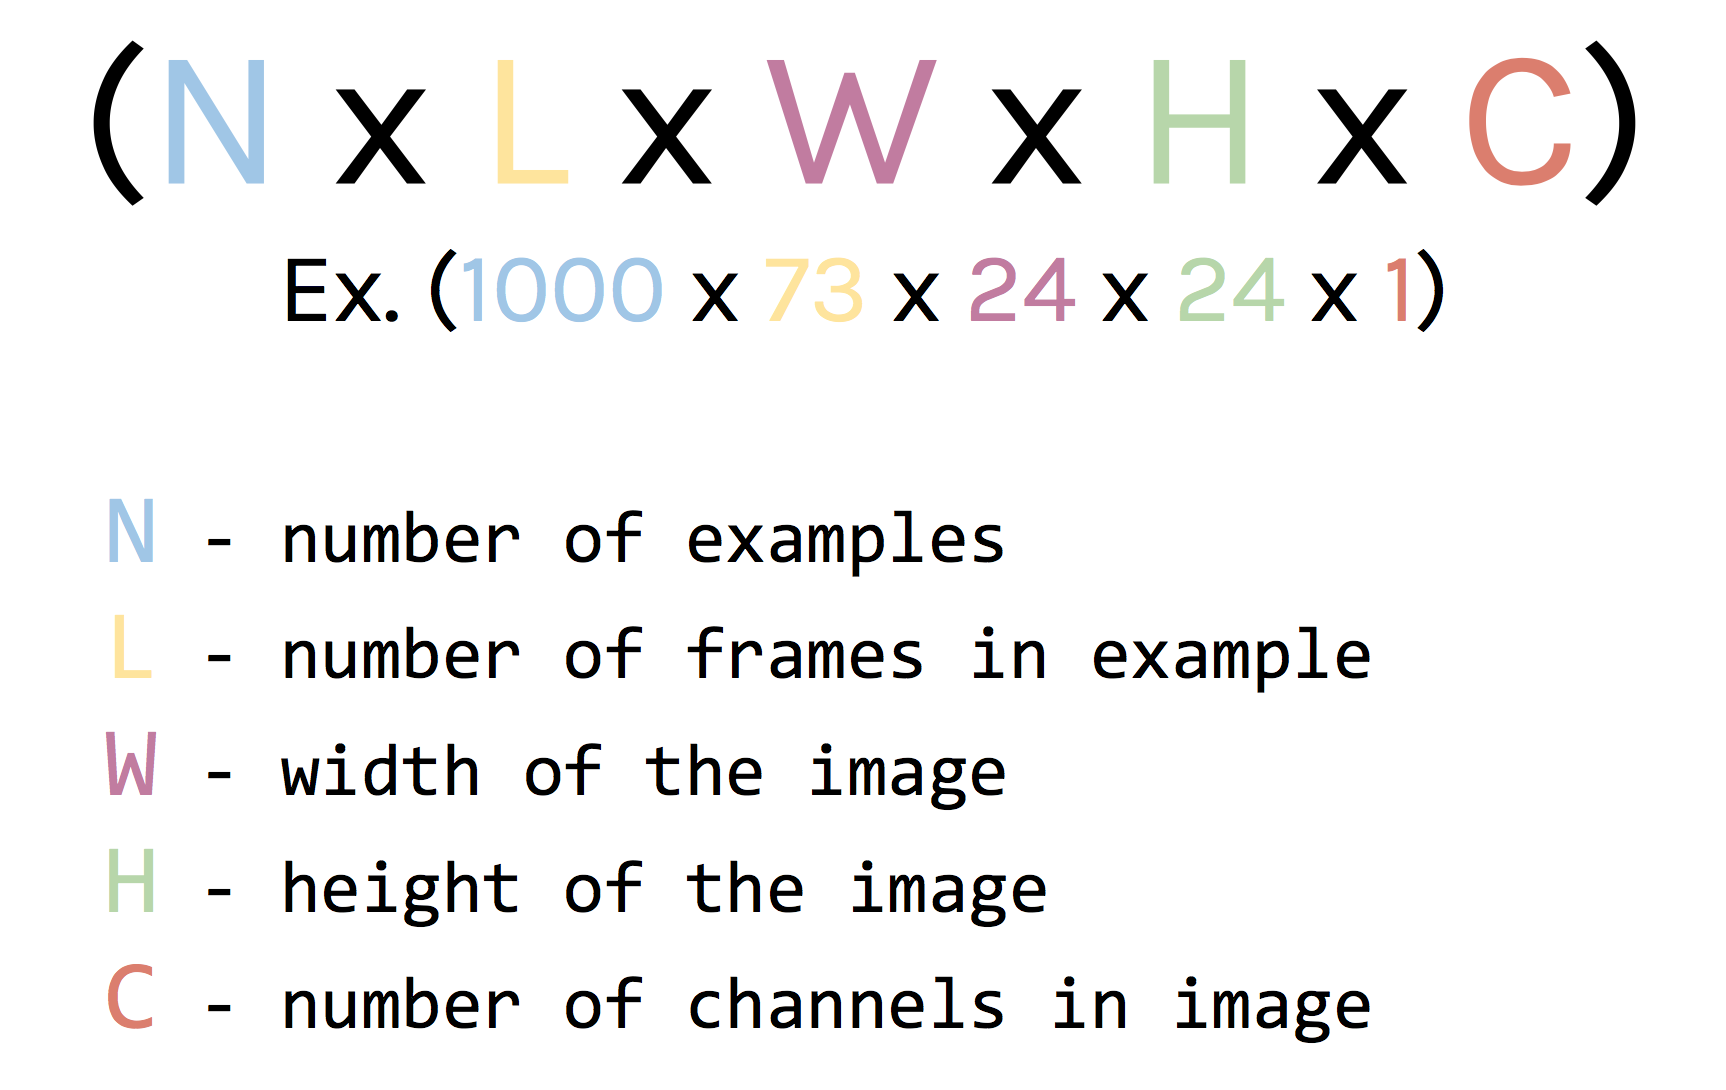 (N x L x W x H x C)
Ex. (1000 x 73 x 24 x 24 x 1)
N - number of examples
L - number of frames in example
W - width of the image
H - height of the image
C - number of channels in image